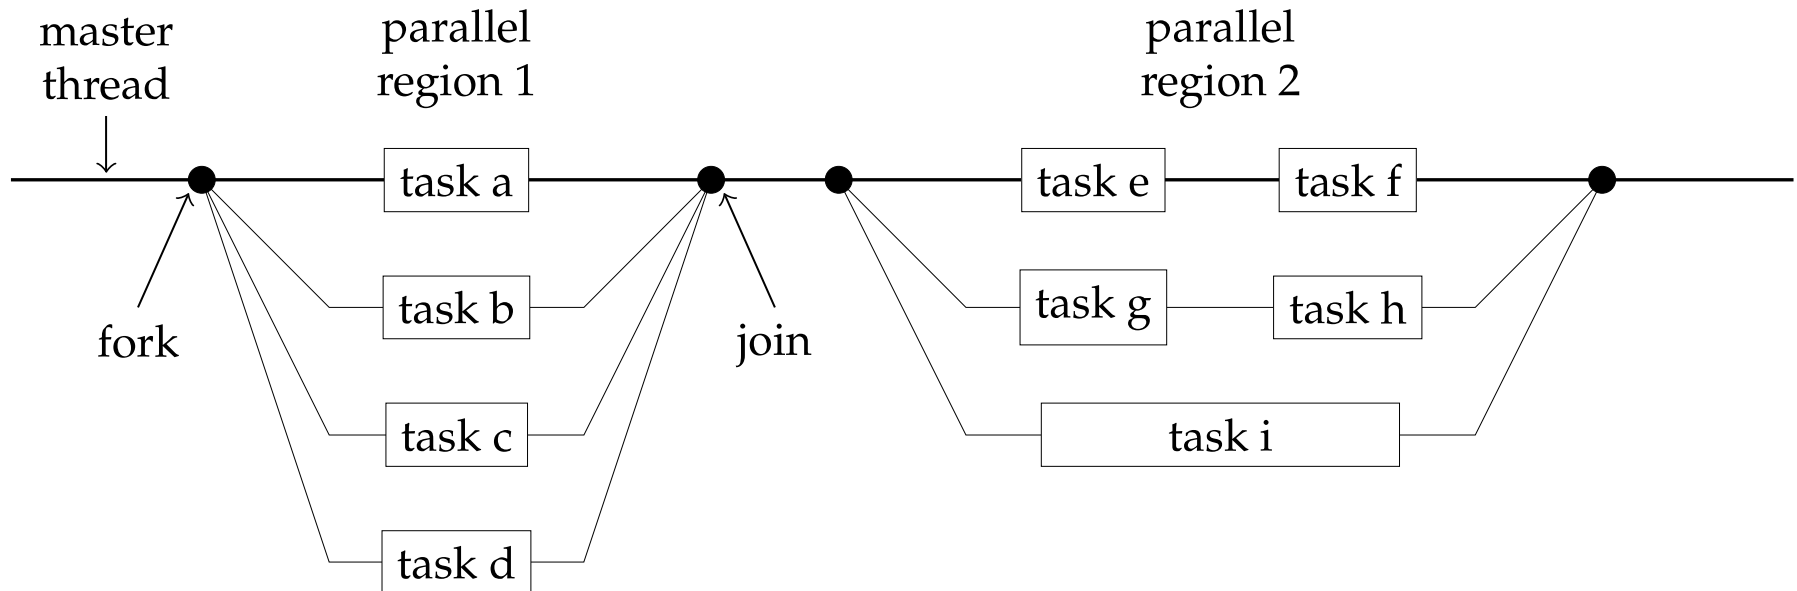 master
thread
parallel
region 1
parallel
region 2
task a
task e
task f
task b
task g
task h
fork
join
task c
task i
task d